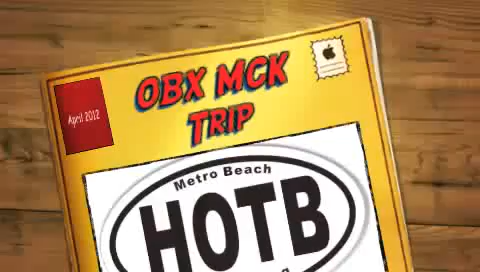 April 2012
OBX MCK
TRIP
Metro Beach
HOTB